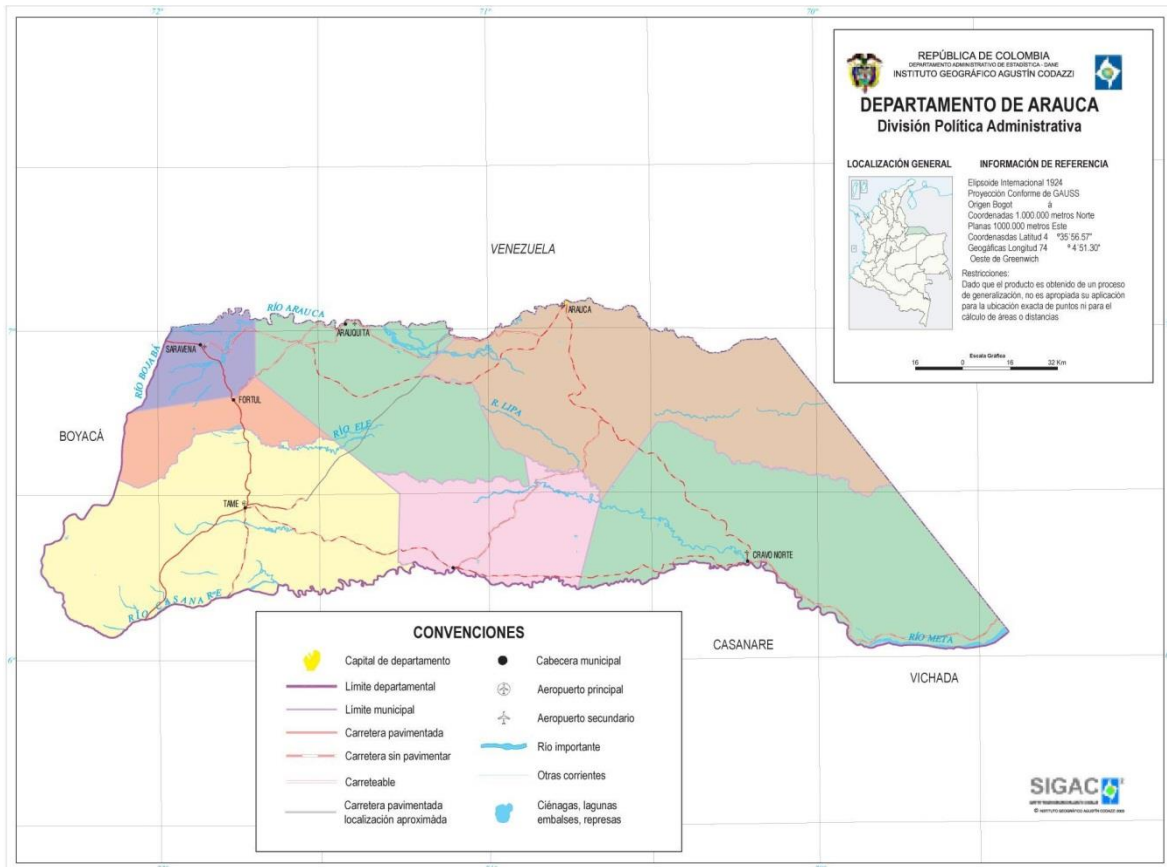 72°
71°
70°
REPÚBLICA DE COLOMBIA
DEPARTAMENTO ADMINISTRATIVO DE ESTADÍSTICA - DANE
INSTITUTO GEOGRÁFICO AGUSTÍN CODAZZI
DEPARTAMENTO DE ARAUCA
División Política Administrativa
LOCALIZACIÓN GENERAL
INFORMACIÓN DE REFERENCIA
Elipsoide Internacional 1924
Proyección Conforme de GAUSS
Origen Bogot á
Coordenadas 1.000.000 metros Norte
Planas 1000.000 metros Este
Coordenasdas Latitud 4 º35´56.57"
Geográficas Longitud 74 º 4´51.30"
Oeste de Greenwich
Restricciones:
Dado que el producto es obtenido de un proceso
de generalización, no es apropiada su aplicación
para la ubicación exacta de puntos ni para el
cálculo de áreas o distancias
Escala Gráfica
16 0 16 32 Km
VENEZUELA
RÍO ARAUCA
ARAUCA
ARAUQUITA
7°
SARAVENA
RÍO BOJABÁ
FORTUL
R. LIPA
BOYACÁ
RÍO ELE
TAME
CRAVO NORTE
RÍO CASANARE
RÍO META
CASANARE
VICHADA
6°
CONVENCIONES
Capital de departamento
Límite departamental
Límite municipal
Carretera pavimentada
Carretera sin pavimentar
Carreteable
Carretera pavimentada
localización aproximáda
Cabecera municipal
Aeropuerto principal
Aeropuerto secundario
Río importante
Otras corrientes
Ciénagas, lagunas
embalses, represas
SIGAC